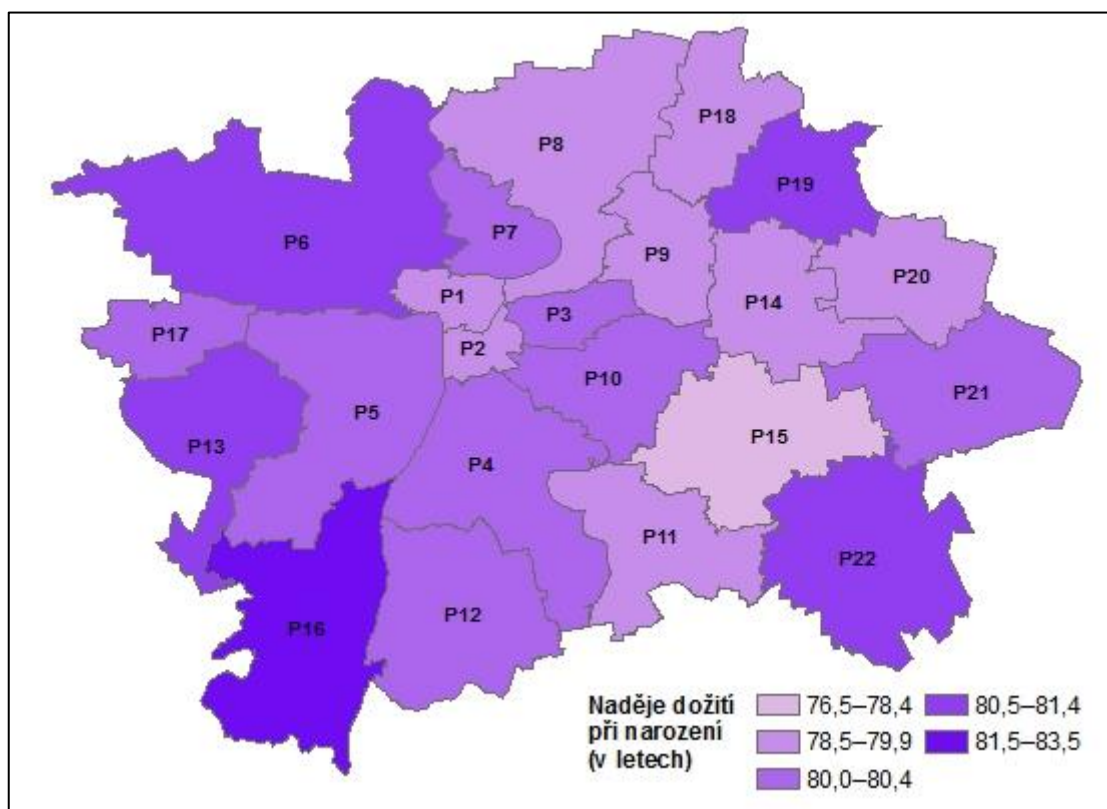 P18
P8
P19
P6
P7
P9
P20
P1
P14
P3
P17
P2
P10
P21
P5
P13
P15
P4
P11
P22
P12
P16
Naděje dožití
při narození
(v letech)
76,5–78,4
78,5–79,9
80,0–80,4
80,5–81,4
81,5–83,5